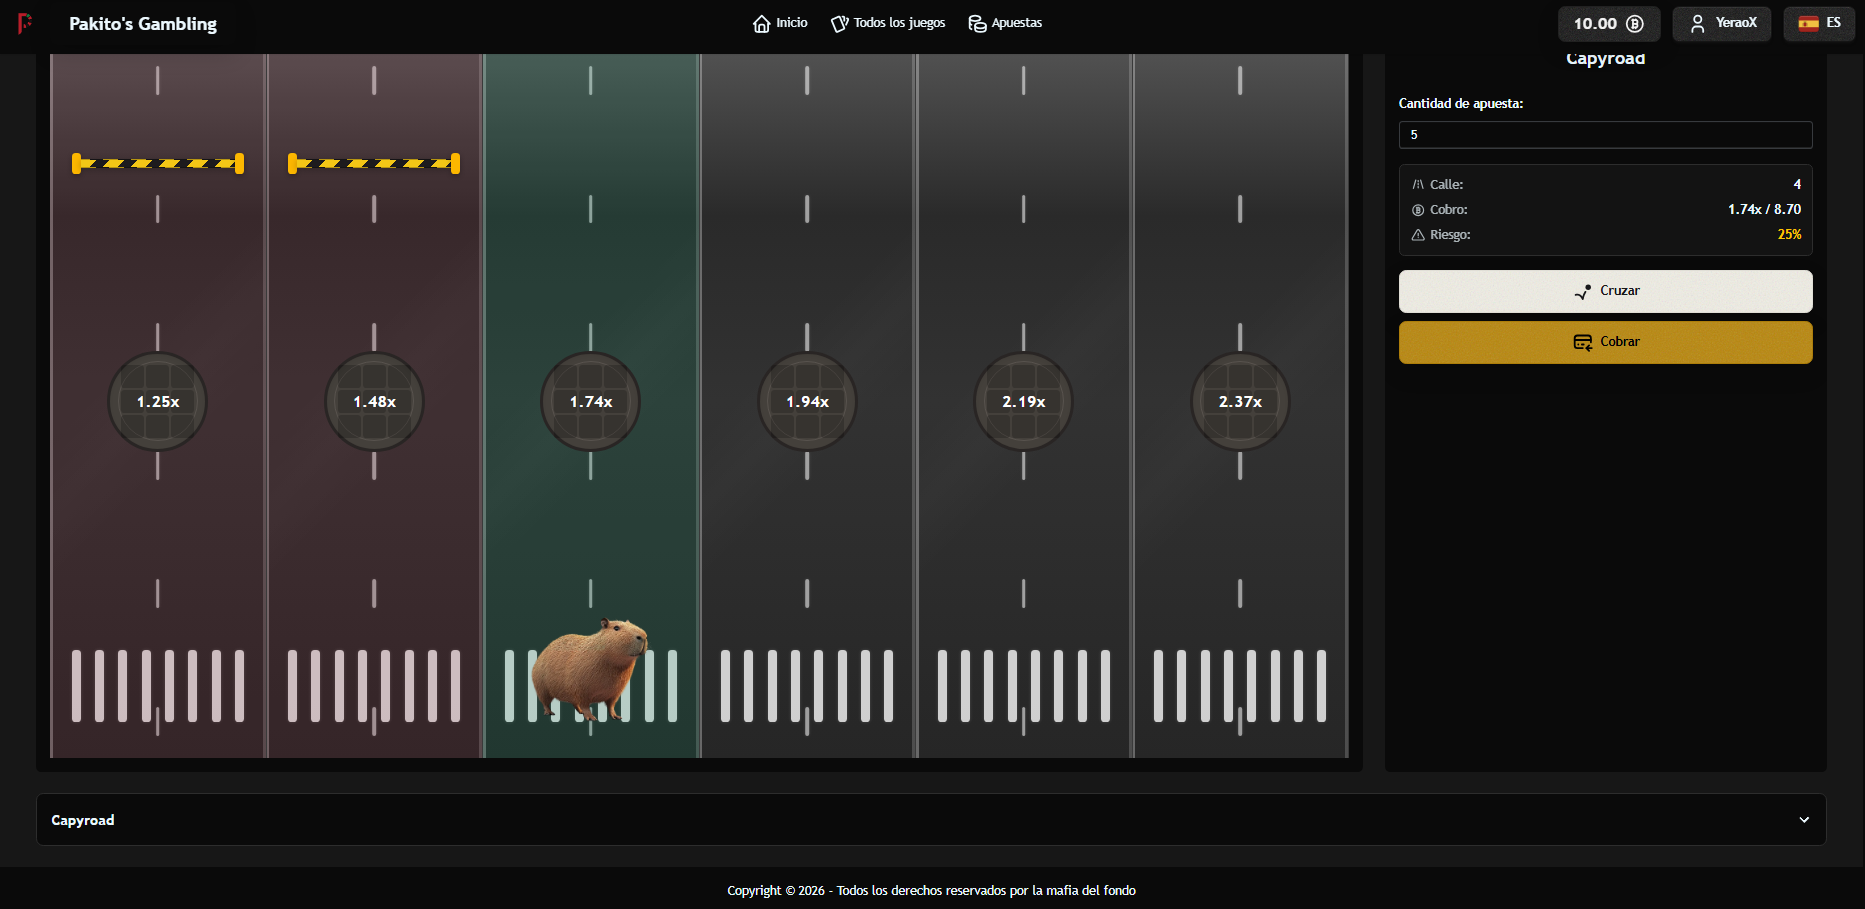 Pakito's Gambling
Inicio
Todos los juegos
Apuestas
10.00
YeraoX
ES
1.25x
1.48x
1.74x
1.94x
2.19x
2.37x
Capyroad
Cantidad de apuesta:
5
Calle: 4
Cobro: 1.74x / 8.70
Riesgo: 25%
Cruzar
Cobrar
Capyroad
Copyright © 2026 - Todos los derechos reservados por la mafia del fondo